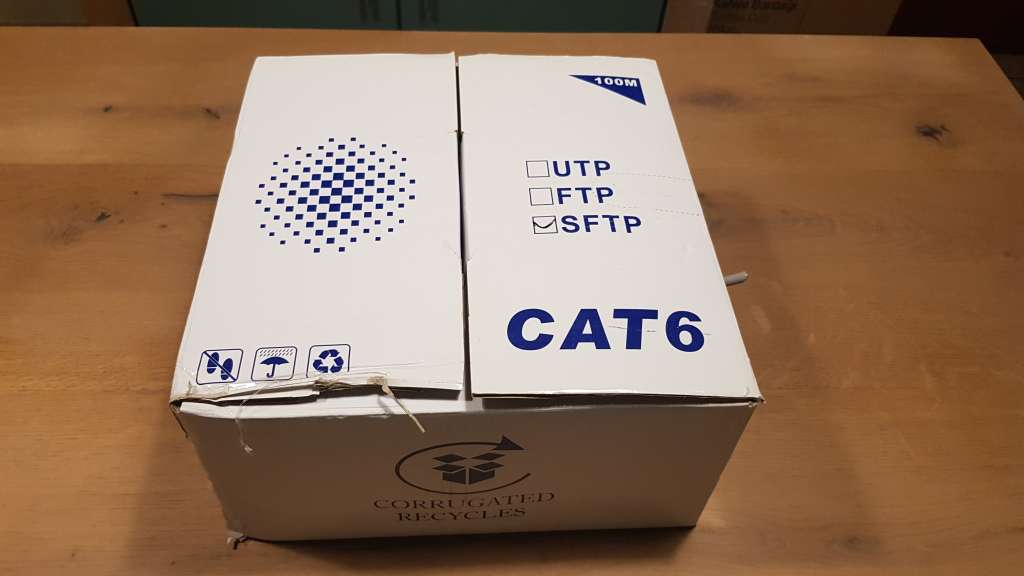 100M
UTP
FTP
SFTP
CAT6
CORRUGATED
RECYCLES